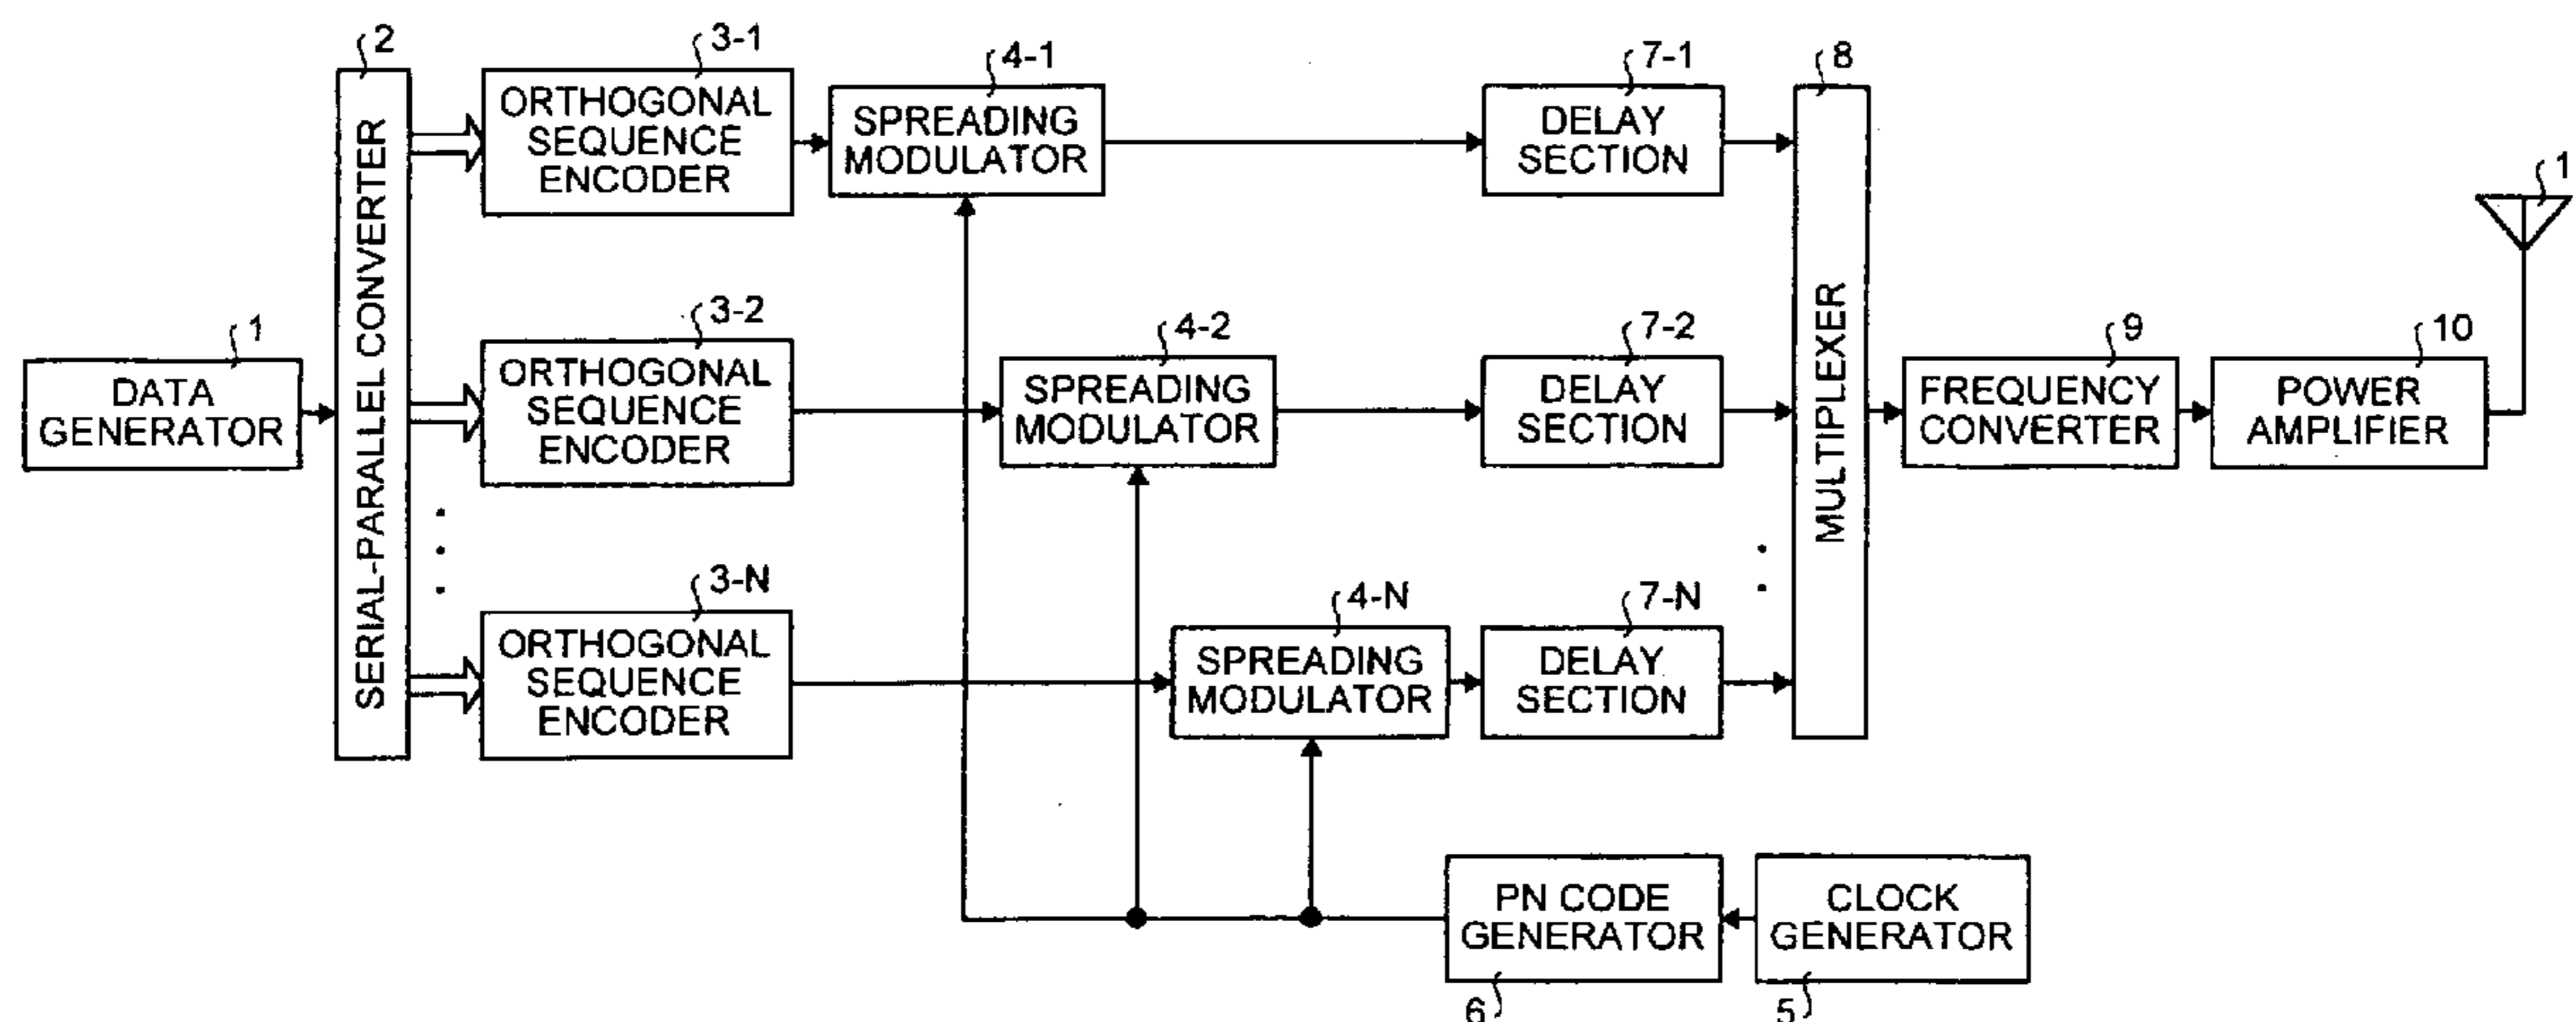 2
3-1
4-1
7-1
8
1
ORTHOGONAL
SEQUENCE
ENCODER
SPREADING
MODULATOR
DELAY
SECTION
SERIAL-PARALLEL CONVERTER
MULTIPLEXER
1
3-2
4-2
7-2
9
10
DATA
GENERATOR
ORTHOGONAL
SEQUENCE
ENCODER
SPREADING
MODULATOR
DELAY
SECTION
FREQUENCY
CONVERTER
POWER
AMPLIFIER
3-N
4-N
7-N
ORTHOGONAL
SEQUENCE
ENCODER
SPREADING
MODULATOR
DELAY
SECTION
PN CODE
GENERATOR
CLOCK
GENERATOR
6
5